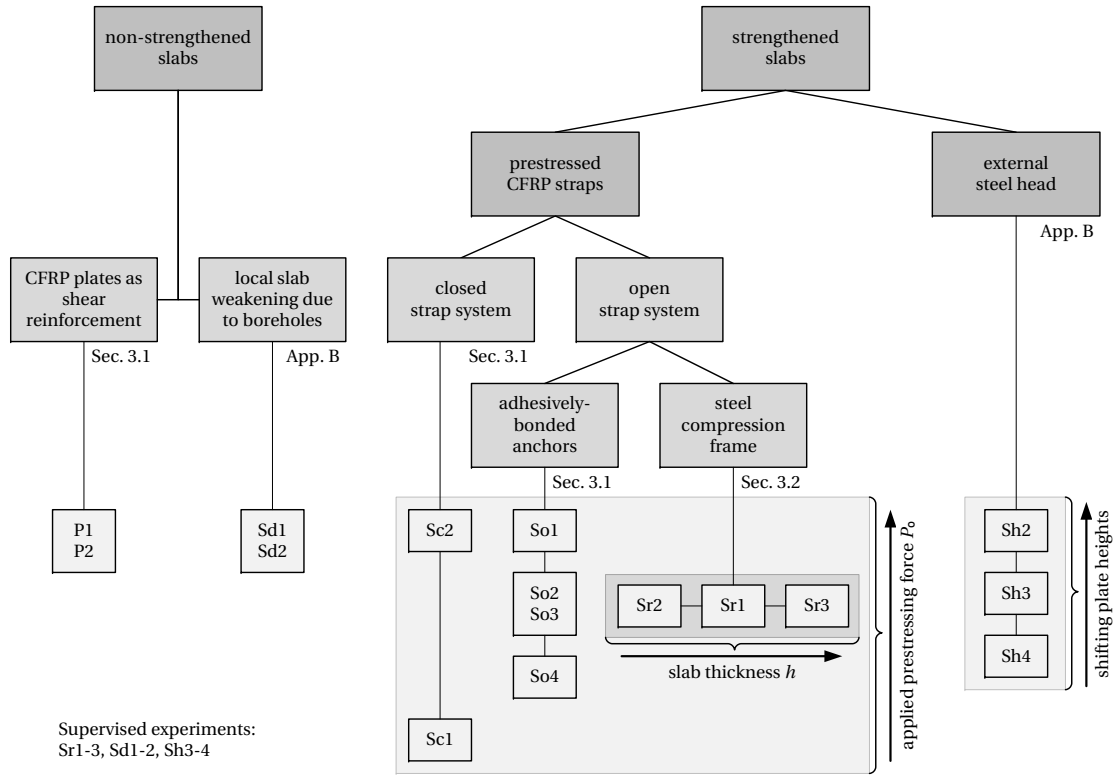 non-strengthened
slabs
strengthened
slabs
prestressed
CFRP straps
external
steel head
App. B
CFRP plates as
shear
reinforcement
Sec. 3.1
local slab
weakening due
to boreholes
App. B
closed
strap system
Sec. 3.1
open
strap system
adhesively-
bonded
anchors
Sec. 3.1
steel
compression
frame
Sec. 3.2
P1
P2
Sd1
Sd2
Sc2
Sc1
So1
So2
So3
So4
Sr2
Sr1
Sr3
slab thickness h
applied prestressing force P₀
Sh2
Sh3
Sh4
shifting plate heights
Supervised experiments:
Sr1-3, Sd1-2, Sh3-4